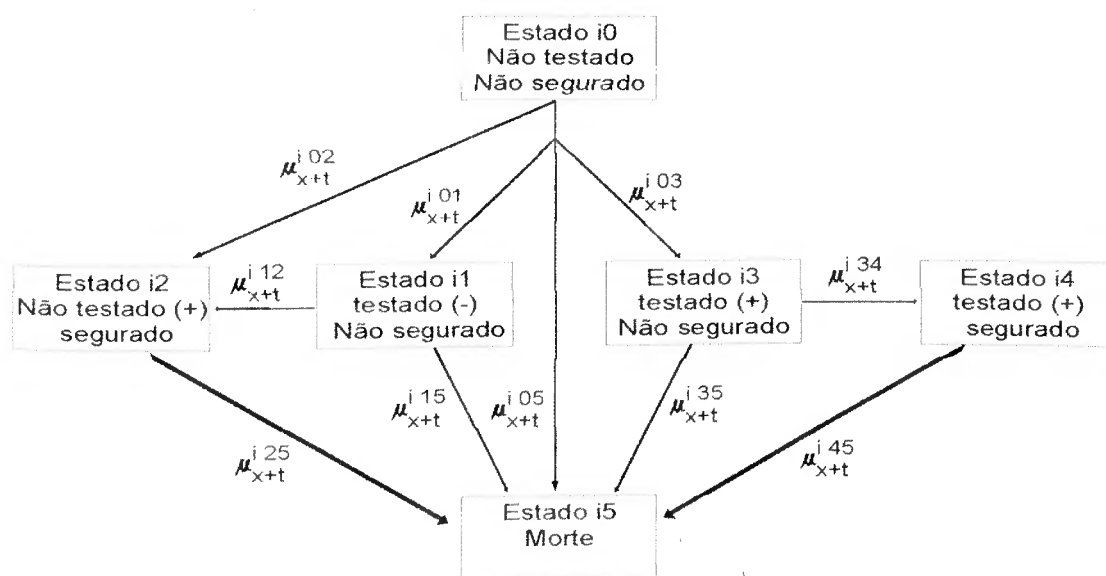 Estado i0
Não testado
Não segurado
μ i 02 x+t
μ i 01 x+t
μ i 03 x+t
Estado i2
Não testado (+)
segurado
μ i 12 x+t
Estado i1
testado (-)
Não segurado
Estado i3
testado (+)
Não segurado
μ i 34 x+t
Estado i4
testado (+)
segurado
μ i 25 x+t
μ i 15 x+t
μ i 05 x+t
μ i 35 x+t
μ i 45 x+t
Estado i5
Morte